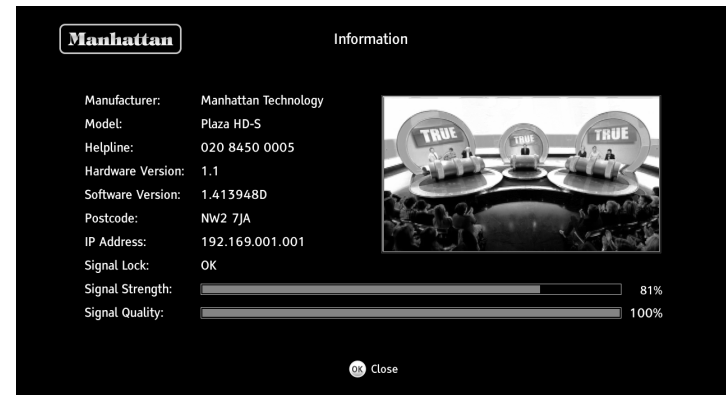 Manhattan
Information
Manufacturer: Manhattan Technology
Model: Plaza HD-S
Helpline: 020 8450 0005
Hardware Version: 1.1
Software Version: 1.413948D
Postcode: NW2 7JA
IP Address: 192.169.001.001
Signal Lock: OK
Signal Strength: 81%
Signal Quality: 100%
TRUE TRUE TRUE
OK Close